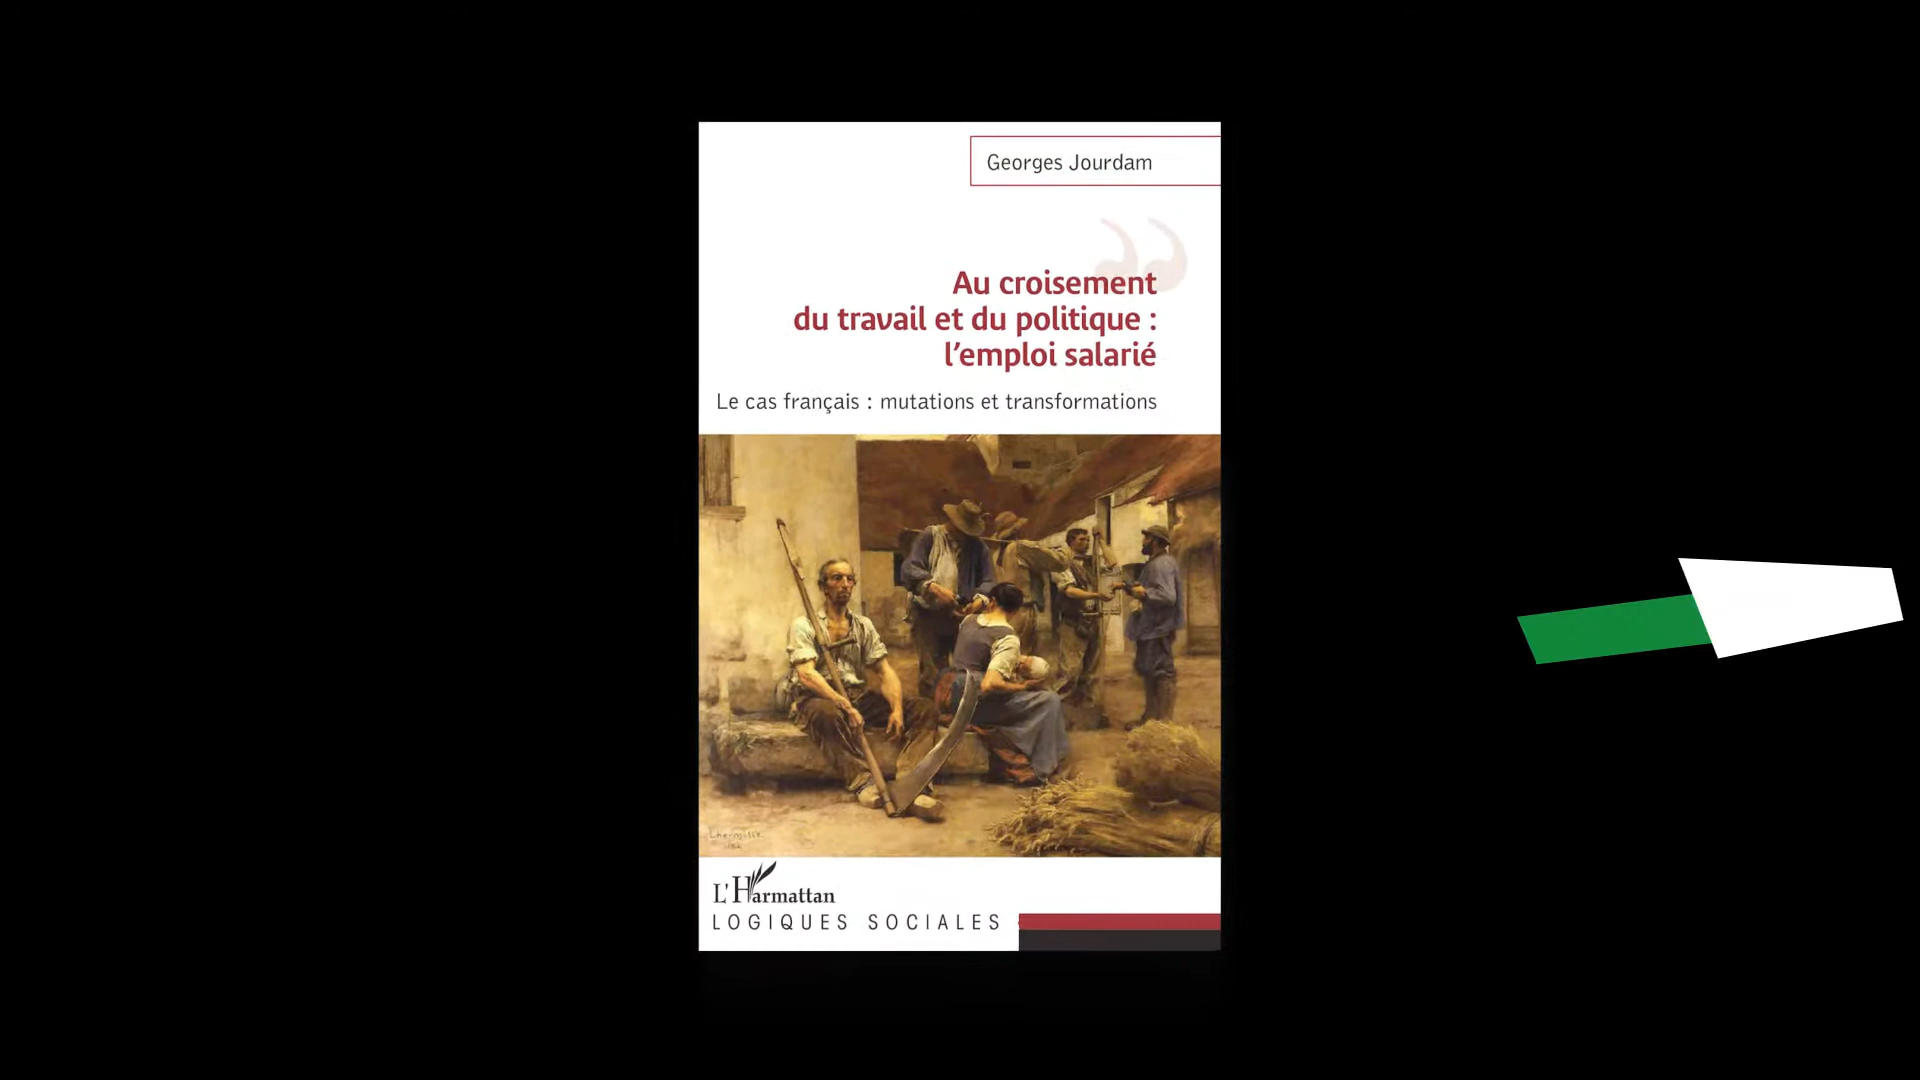 Georges Jourdam
Au croisement
du travail et du politique :
l’emploi salarié
Le cas français : mutations et transformations
Lhermitte
L'Harmattan
LOGIQUES SOCIALES